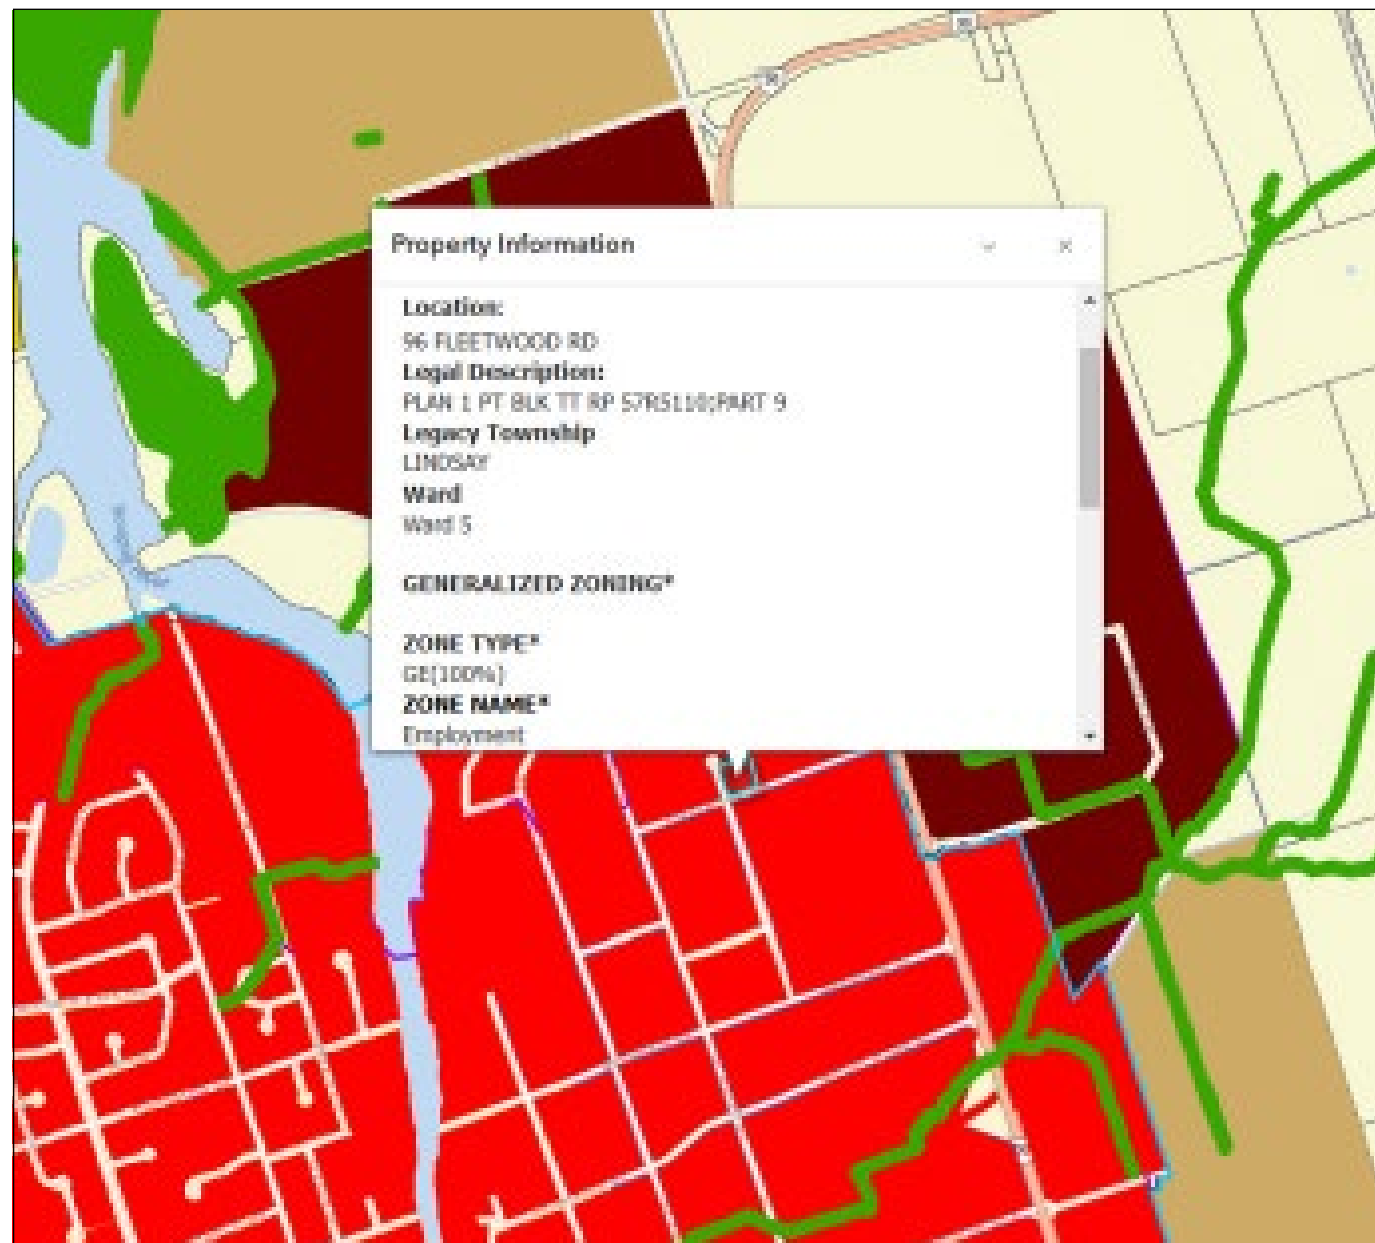 Property Information
Location:
96 FLEETWOOD RD
Legal Description:
PLAN 1 PT BLK TT RP 57R5110;PART 9
Legacy Township
LINDSAY
Ward
Ward 5
GENERALIZED ZONING*
ZONE TYPE*
GE(100%)
ZONE NAME*
Employment